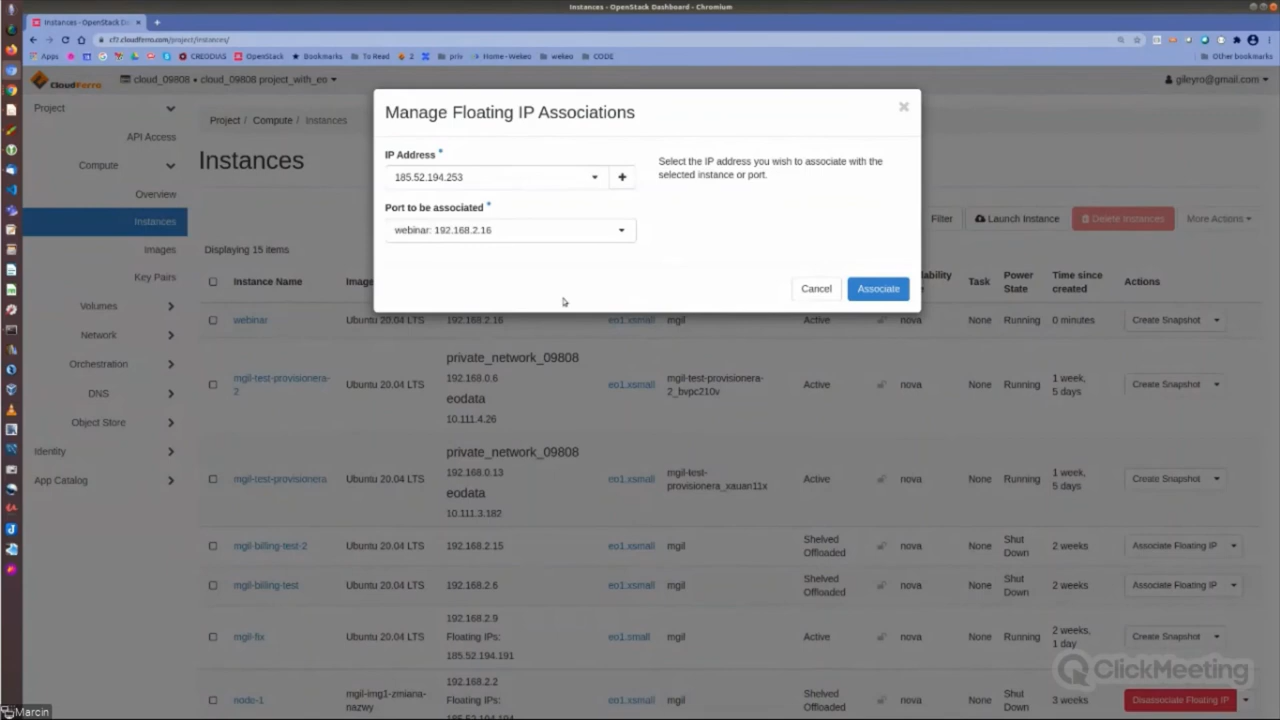 Instances - OpenStack Dashboard - Chromium
Instances - OpenStack Da
cf2.cloudferro.com/project/instances/
Apps CREODIAS OpenStack Bookmarks To Read 2 priv Home - Wekeo wekeo CODE Other bookmarks
CloudFerro cloud_09808 • cloud_09808 project_with_eo gileyro@gmail.com
Project
API Access
Compute
Overview
Instances
Images
Key Pairs
Volumes
Network
Orchestration
DNS
Object Store
Identity
App Catalog
Project / Compute / Instances
Instances
Manage Floating IP Associations
IP Address *
185.52.194.253
Select the IP address you wish to associate with the
selected instance or port.
Port to be associated *
webinar: 192.168.2.16
Cancel Associate
Filter Launch Instance Delete Instances More Actions
Displaying 15 items
Instance Name Imag ability Task Power State Time since created Actions
webinar Ubuntu 20.04 LTS 192.168.2.16 eo1.xsmall mgil Active nova None Running 0 minutes Create Snapshot
private_network_09808
mgil-test-provisionera-2 Ubuntu 20.04 LTS 192.168.0.6 eo1.xsmall mgil-test-provisionera-2_bvpc210v Active nova None Running 1 week, 5 days Create Snapshot
eodata
10.111.4.26
private_network_09808
mgil-test-provisionera Ubuntu 20.04 LTS 192.168.0.13 eo1.xsmall mgil-test-provisionera_xauan11x Active nova None Running 1 week, 5 days Create Snapshot
eodata
10.111.3.182
mgil-billing-test-2 Ubuntu 20.04 LTS 192.168.2.15 eo1.xsmall mgil Shelved Offloaded nova None Shut Down 2 weeks Associate Floating IP
mgil-billing-test Ubuntu 20.04 LTS 192.168.2.6 eo1.xsmall mgil Shelved Offloaded nova None Shut Down 2 weeks Associate Floating IP
192.168.2.9
mgil-fix Ubuntu 20.04 LTS Floating IPs: eo1.small mgil Active nova None Running 2 weeks, 1 day Create Snapshot
185.52.194.191
192.168.2.2
node-1 mgil-img1-zmiana-nazwy Floating IPs: eo1.xsmall mgil Shelved Offloaded nova None Shut Down 3 weeks Disassociate Floating IP
ClickMeeting
Marcin